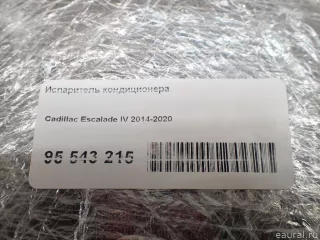 Испаритель кондиционера
Cadillac Escalade IV 2014-2020
95 543 215
eaural.ru